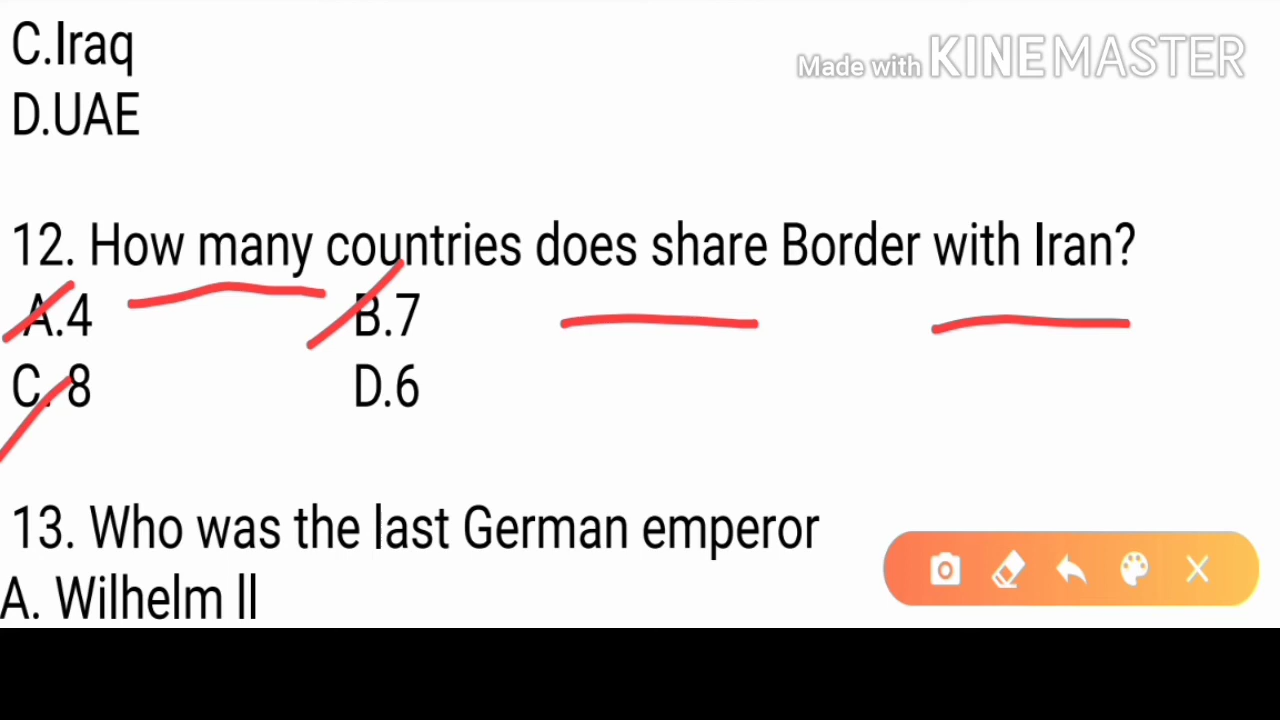 C.Iraq
Made with KINEMASTER
D.UAE
12. How many countries does share Border with Iran?
A.4 B.7
C. 8 D.6
13. Who was the last German emperor
A. Wilhelm ll